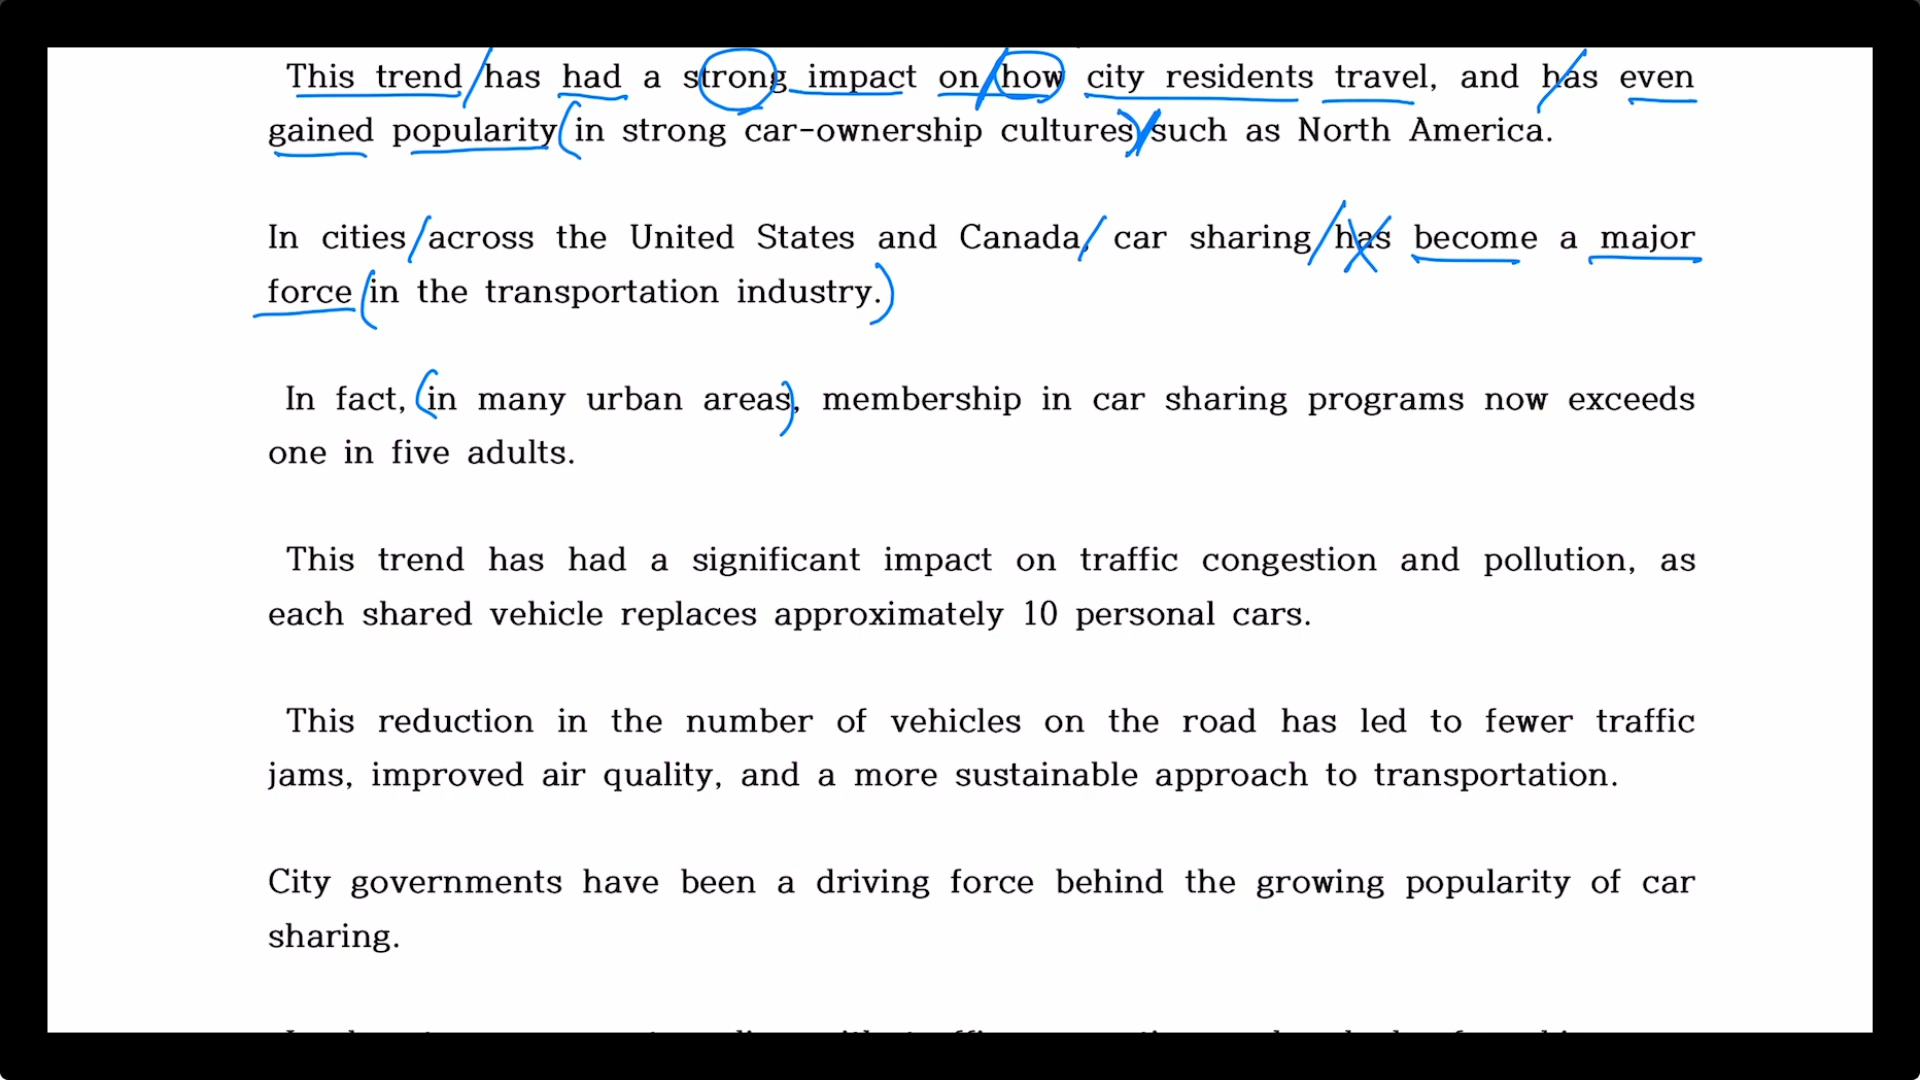 This trend has had a strong impact on how city residents travel, and has even
gained popularity in strong car-ownership cultures such as North America.
In cities across the United States and Canada, car sharing has become a major
force in the transportation industry.
In fact, in many urban areas, membership in car sharing programs now exceeds
one in five adults.
This trend has had a significant impact on traffic congestion and pollution, as
each shared vehicle replaces approximately 10 personal cars.
This reduction in the number of vehicles on the road has led to fewer traffic
jams, improved air quality, and a more sustainable approach to transportation.
City governments have been a driving force behind the growing popularity of car
sharing.